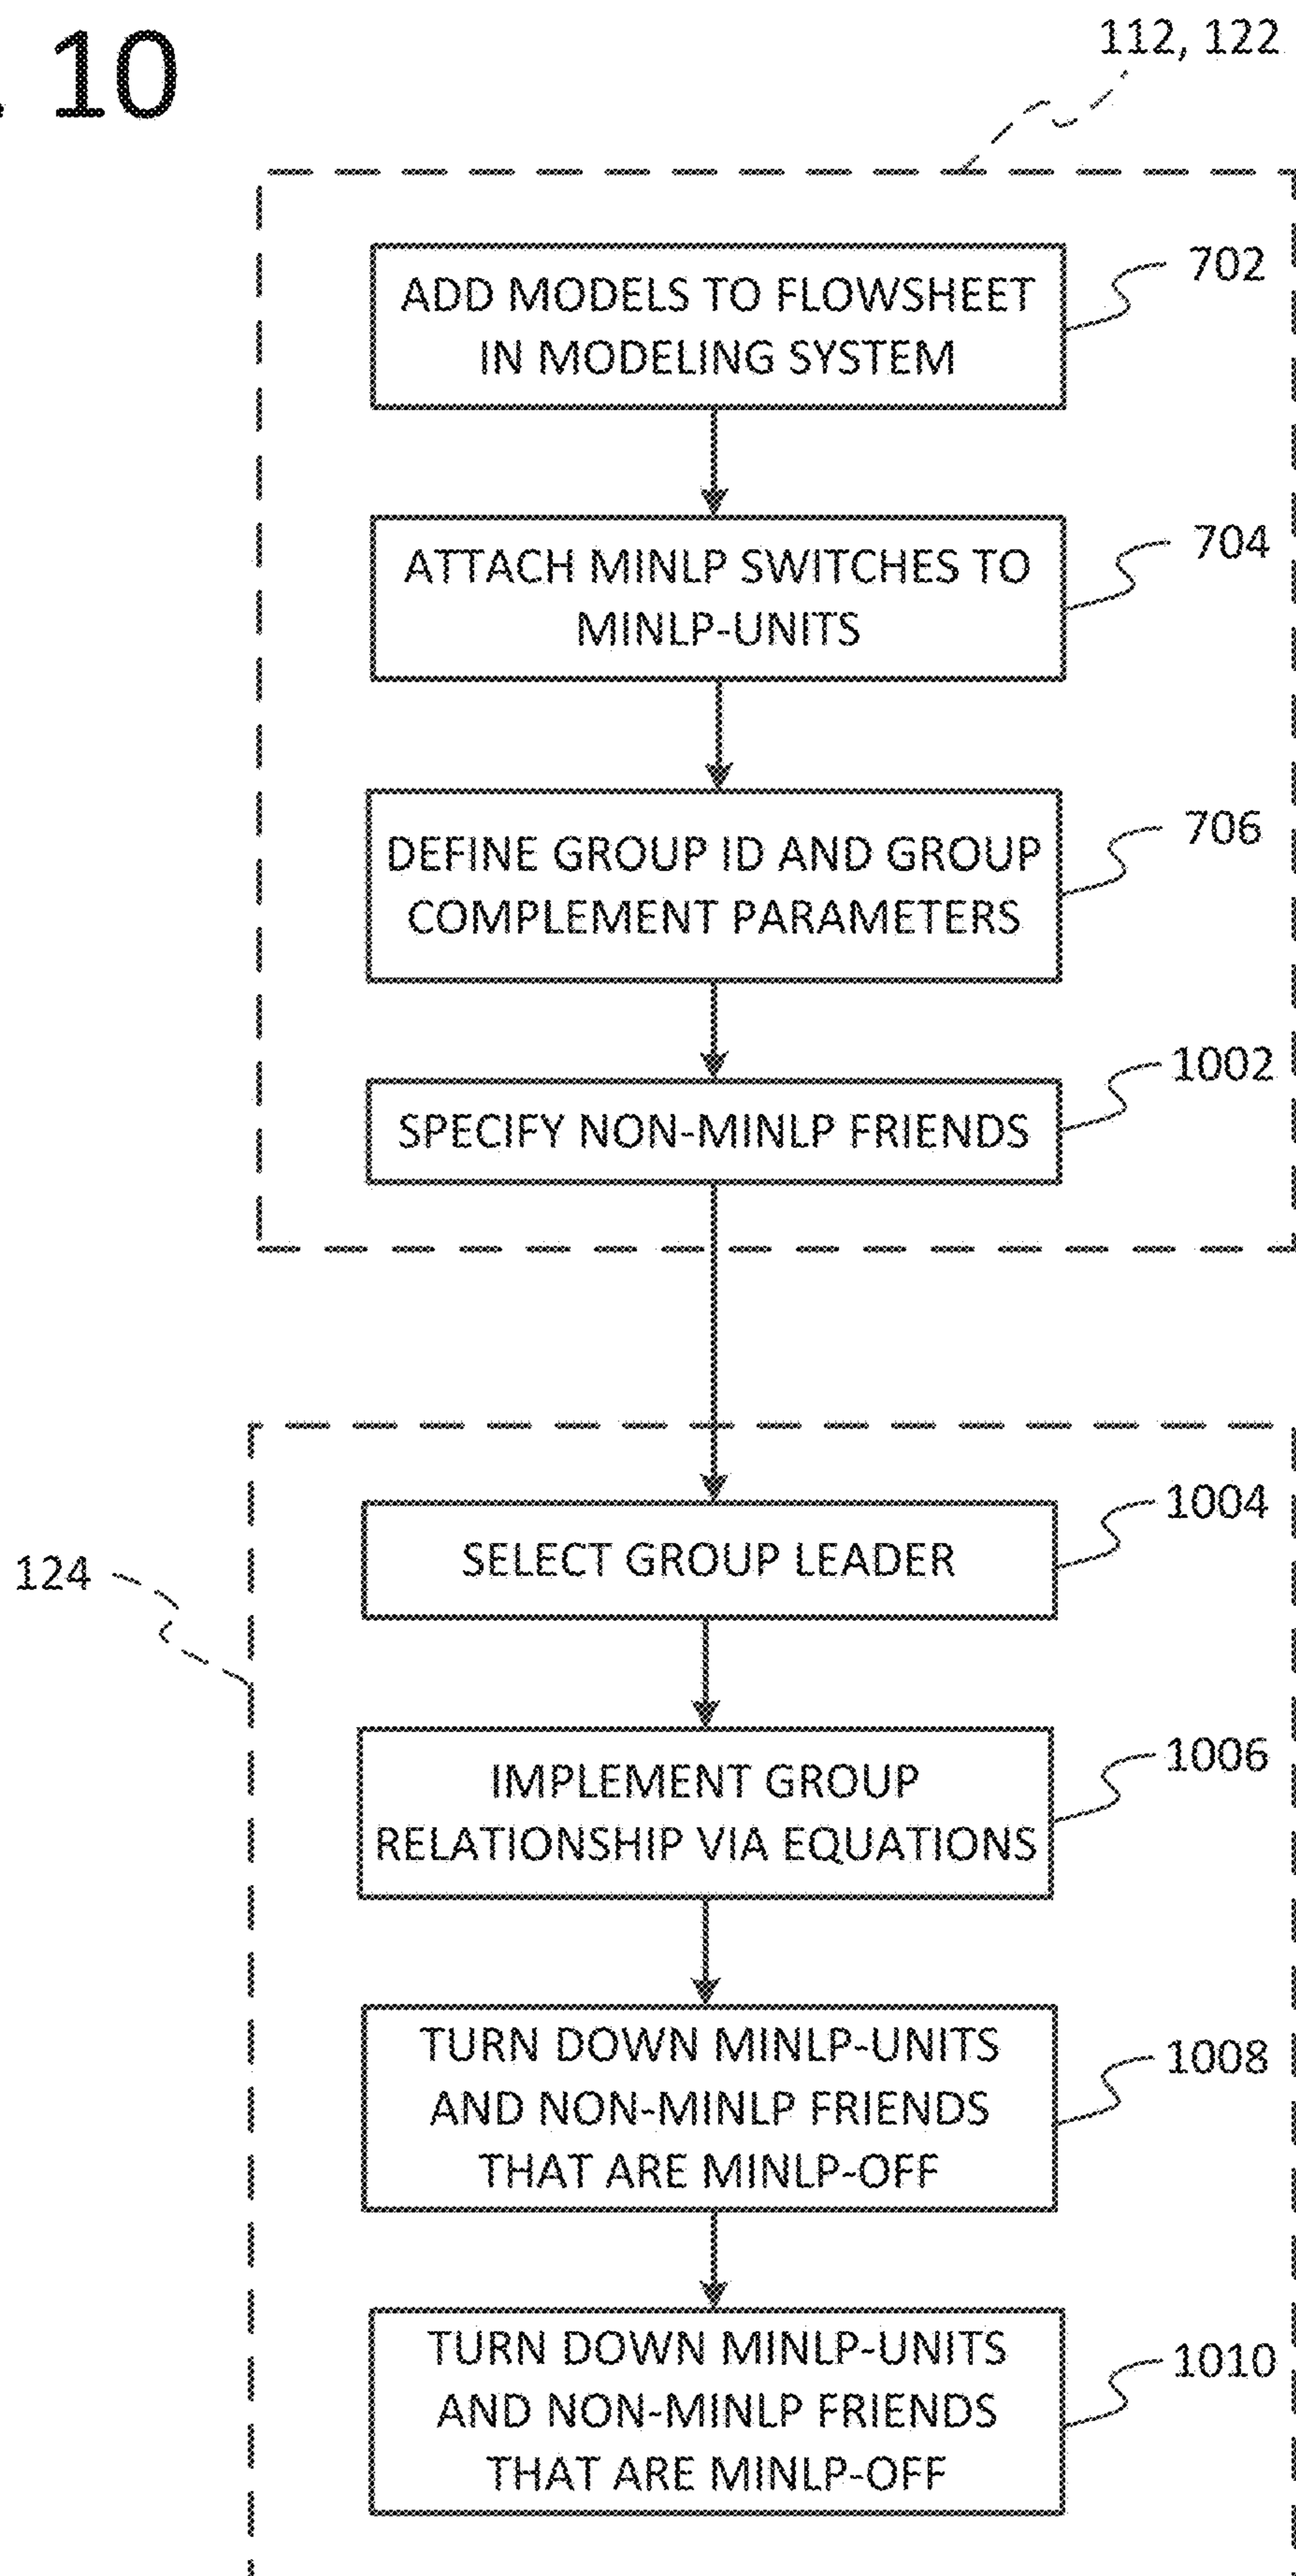 10
112, 122
ADD MODELS TO FLOWSHEET
IN MODELING SYSTEM
702
ATTACH MINLP SWITCHES TO
MINLP-UNITS
704
DEFINE GROUP ID AND GROUP
COMPLEMENT PARAMETERS
706
SPECIFY NON-MINLP FRIENDS
1002
124
SELECT GROUP LEADER
1004
IMPLEMENT GROUP
RELATIONSHIP VIA EQUATIONS
1006
TURN DOWN MINLP-UNITS
AND NON-MINLP FRIENDS
THAT ARE MINLP-OFF
1008
TURN DOWN MINLP-UNITS
AND NON-MINLP FRIENDS
THAT ARE MINLP-OFF
1010